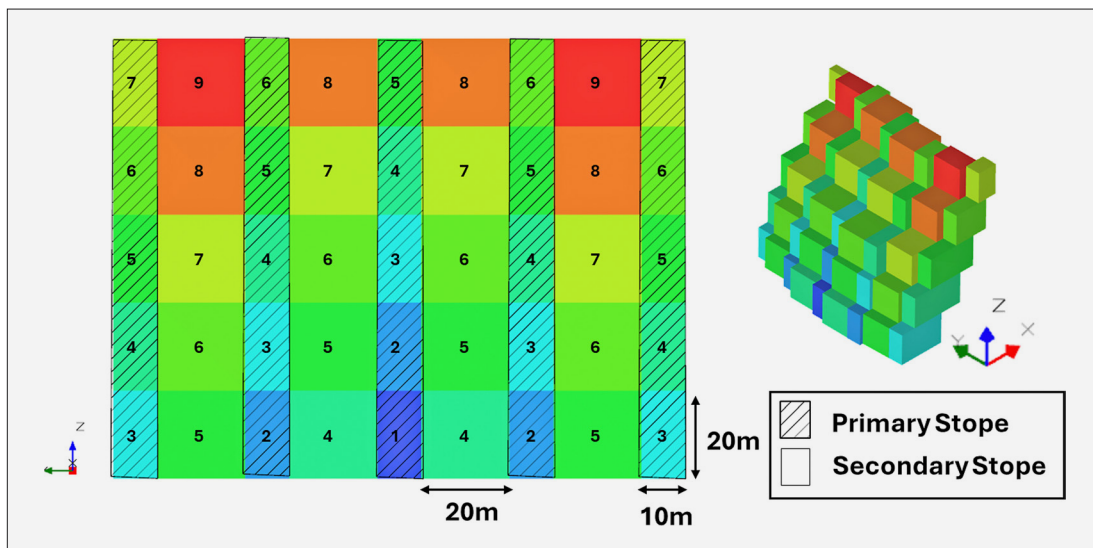 7 9 6 8 5 8 6 9 7
6 8 5 7 4 7 5 8 6
5 7 4 6 3 6 4 7 5
4 6 3 5 2 5 3 6 4
3 5 2 4 1 4 2 5 3
Z
20m
20m
10m
Z
Y
X
Primary Stope
Secondary Stope